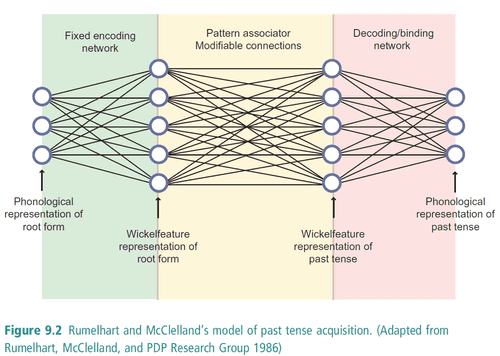 Fixed encoding
network
Pattern associator
Modifiable connections
Decoding/binding
network
Phonological
representation of
root form
Wickelfeature
representation of
root form
Wickelfeature
representation of
past tense
Phonological
representation of
past tense
Figure 9.2 Rumelhart and McClelland's model of past tense acquisition. (Adapted from
Rumelhart, McClelland, and PDP Research Group 1986)